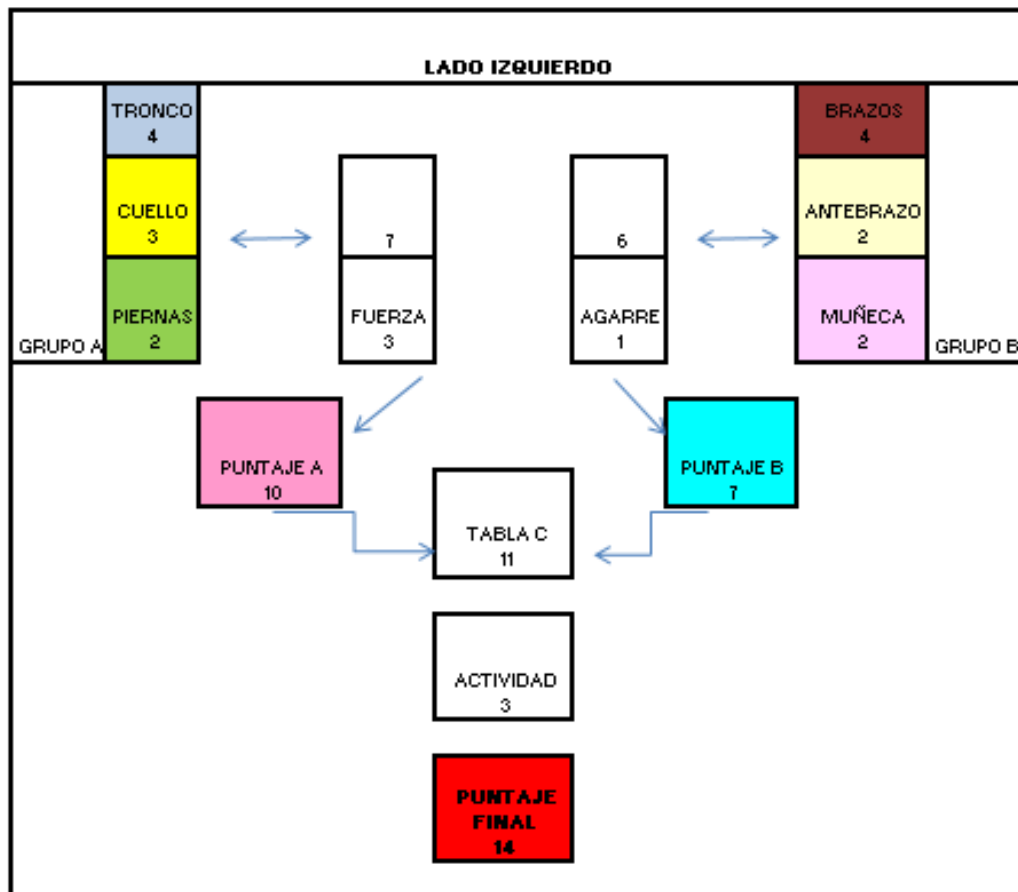 LADO IZQUIERDO
TRONCO
4
BRAZOS
4
CUELLO
3
7
6
ANTEBRAZO
2
GRUPO A
PIERNAS
2
FUERZA
3
AGARRE
1
MUÑECA
2
GRUPO B
PUNTAJE A
10
PUNTAJE B
7
TABLA C
11
ACTIVIDAD
3
PUNTAJE
FINAL
14